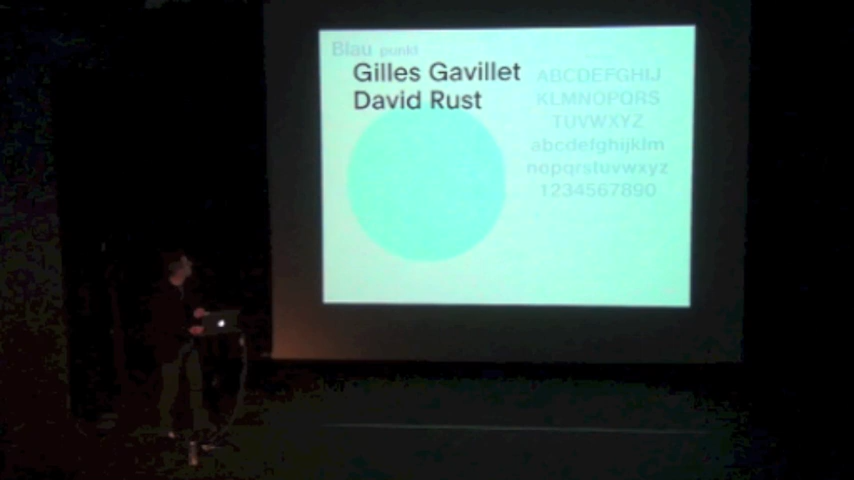 Blau punkt
Gilles Gavillet
David Rust
ABCDEFGHIJ
KLMNOPQRS
TUVWXYZ
abcdefghijklm
nopqrstuvwxyz
1234567890